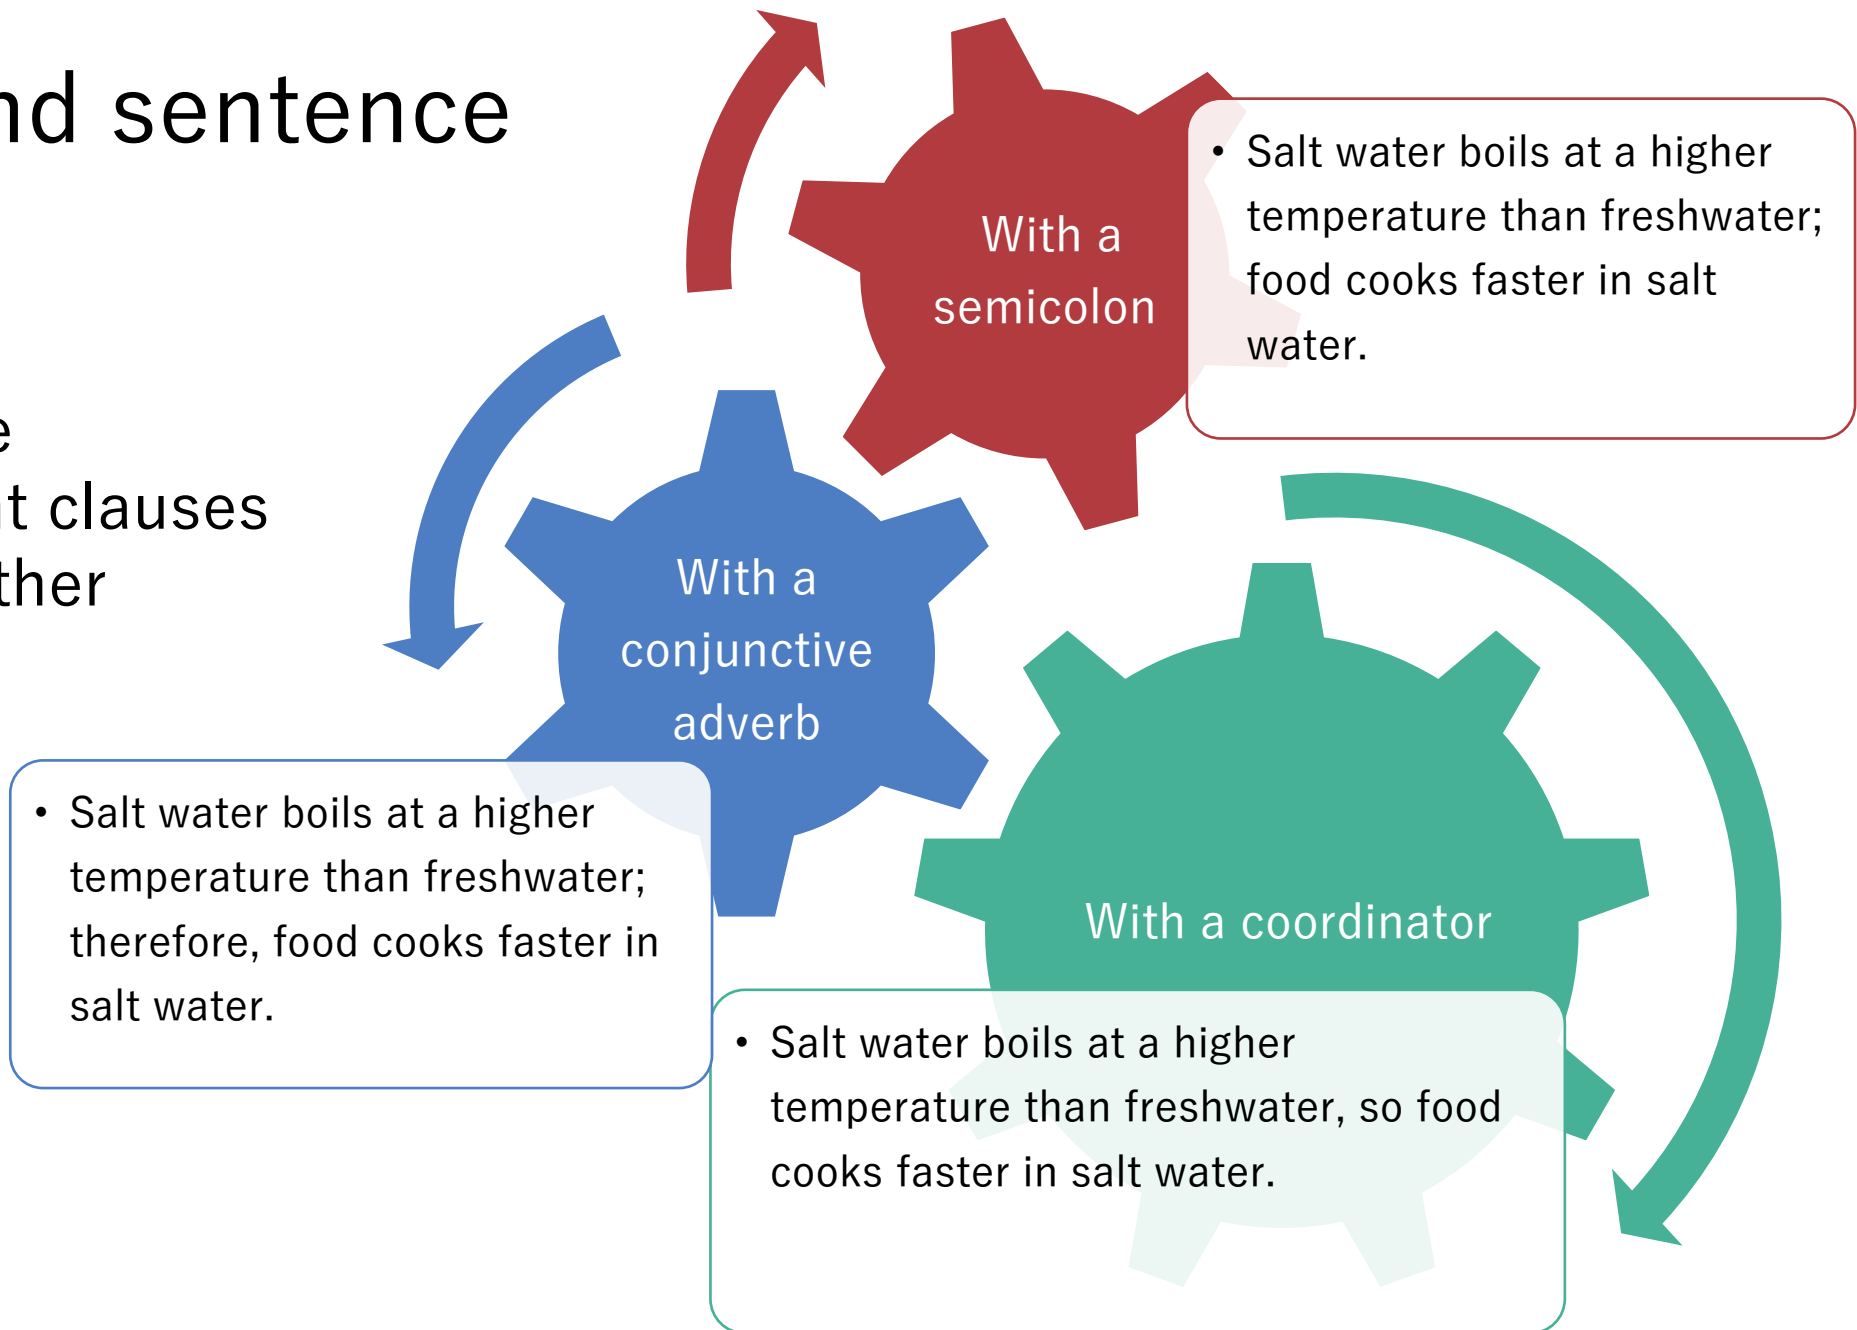 nd sentence
e
t clauses
ther
With a
semicolon
• Salt water boils at a higher
temperature than freshwater;
food cooks faster in salt
water.
With a
conjunctive
adverb
• Salt water boils at a higher
temperature than freshwater;
therefore, food cooks faster in
salt water.
With a coordinator
• Salt water boils at a higher
temperature than freshwater, so food
cooks faster in salt water.